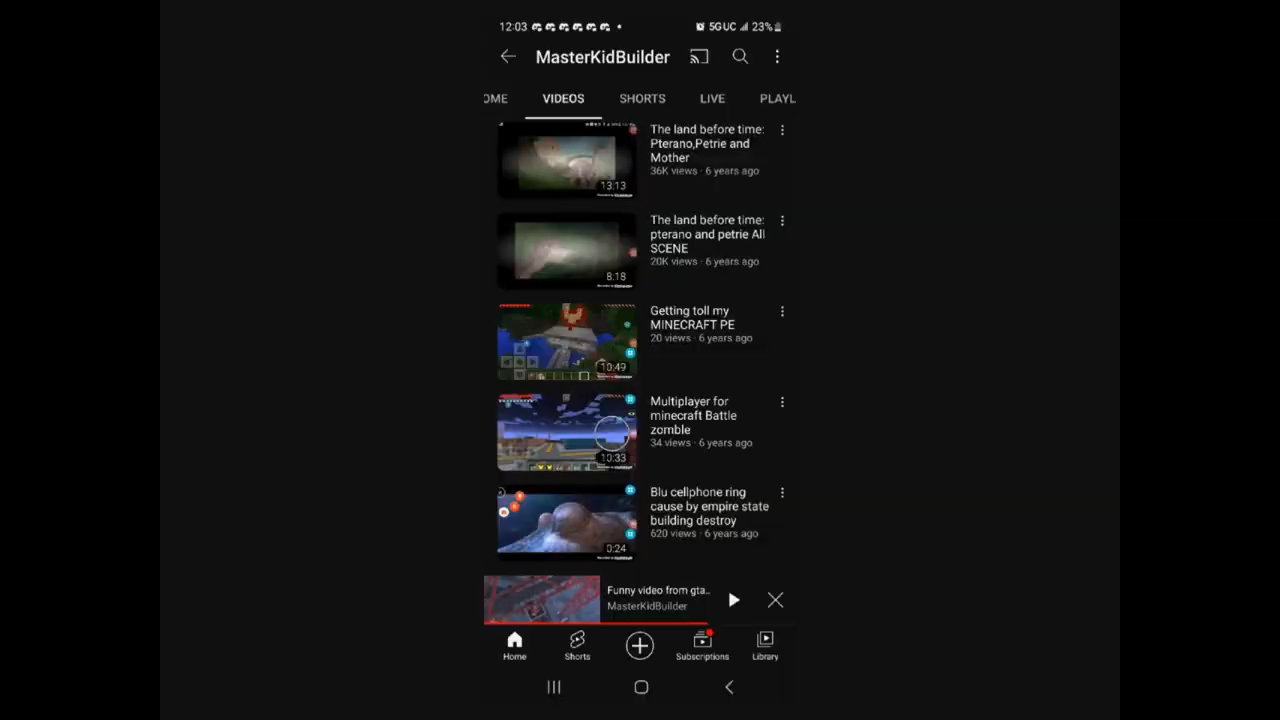 12:03
5GUC 23%
MasterKidBuilder
OME VIDEOS SHORTS LIVE PLAYL
The land before time:
Pterano,Petrie and
Mother
36K views · 6 years ago
13:13
The land before time:
pterano and petrie All
SCENE
20K views · 6 years ago
8:18
Getting toll my
MINECRAFT PE
20 views · 6 years ago
10:49
Multiplayer for
minecraft Battle
zomble
34 views · 6 years ago
10:33
Blu cellphone ring
cause by empire state
building destroy
620 views · 6 years ago
0:24
Funny video from gta..
MasterKidBuilder
Home Shorts Subscriptions Library